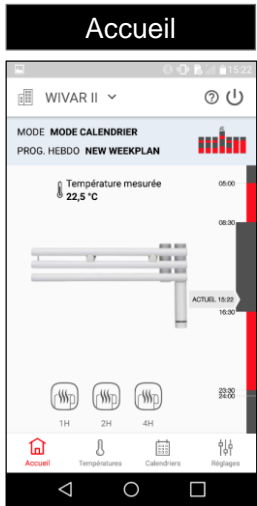 Accueil
15:22
WIVAR II
MODE MODE CALENDRIER
PROG. HEBDO NEW WEEKPLAN
Température mesurée
22,5 °C
05:00
08:30
ACTUEL 15:22
16:30
23:30
24:00
1H 2H 4H
Accueil Températures Calendriers Réglages